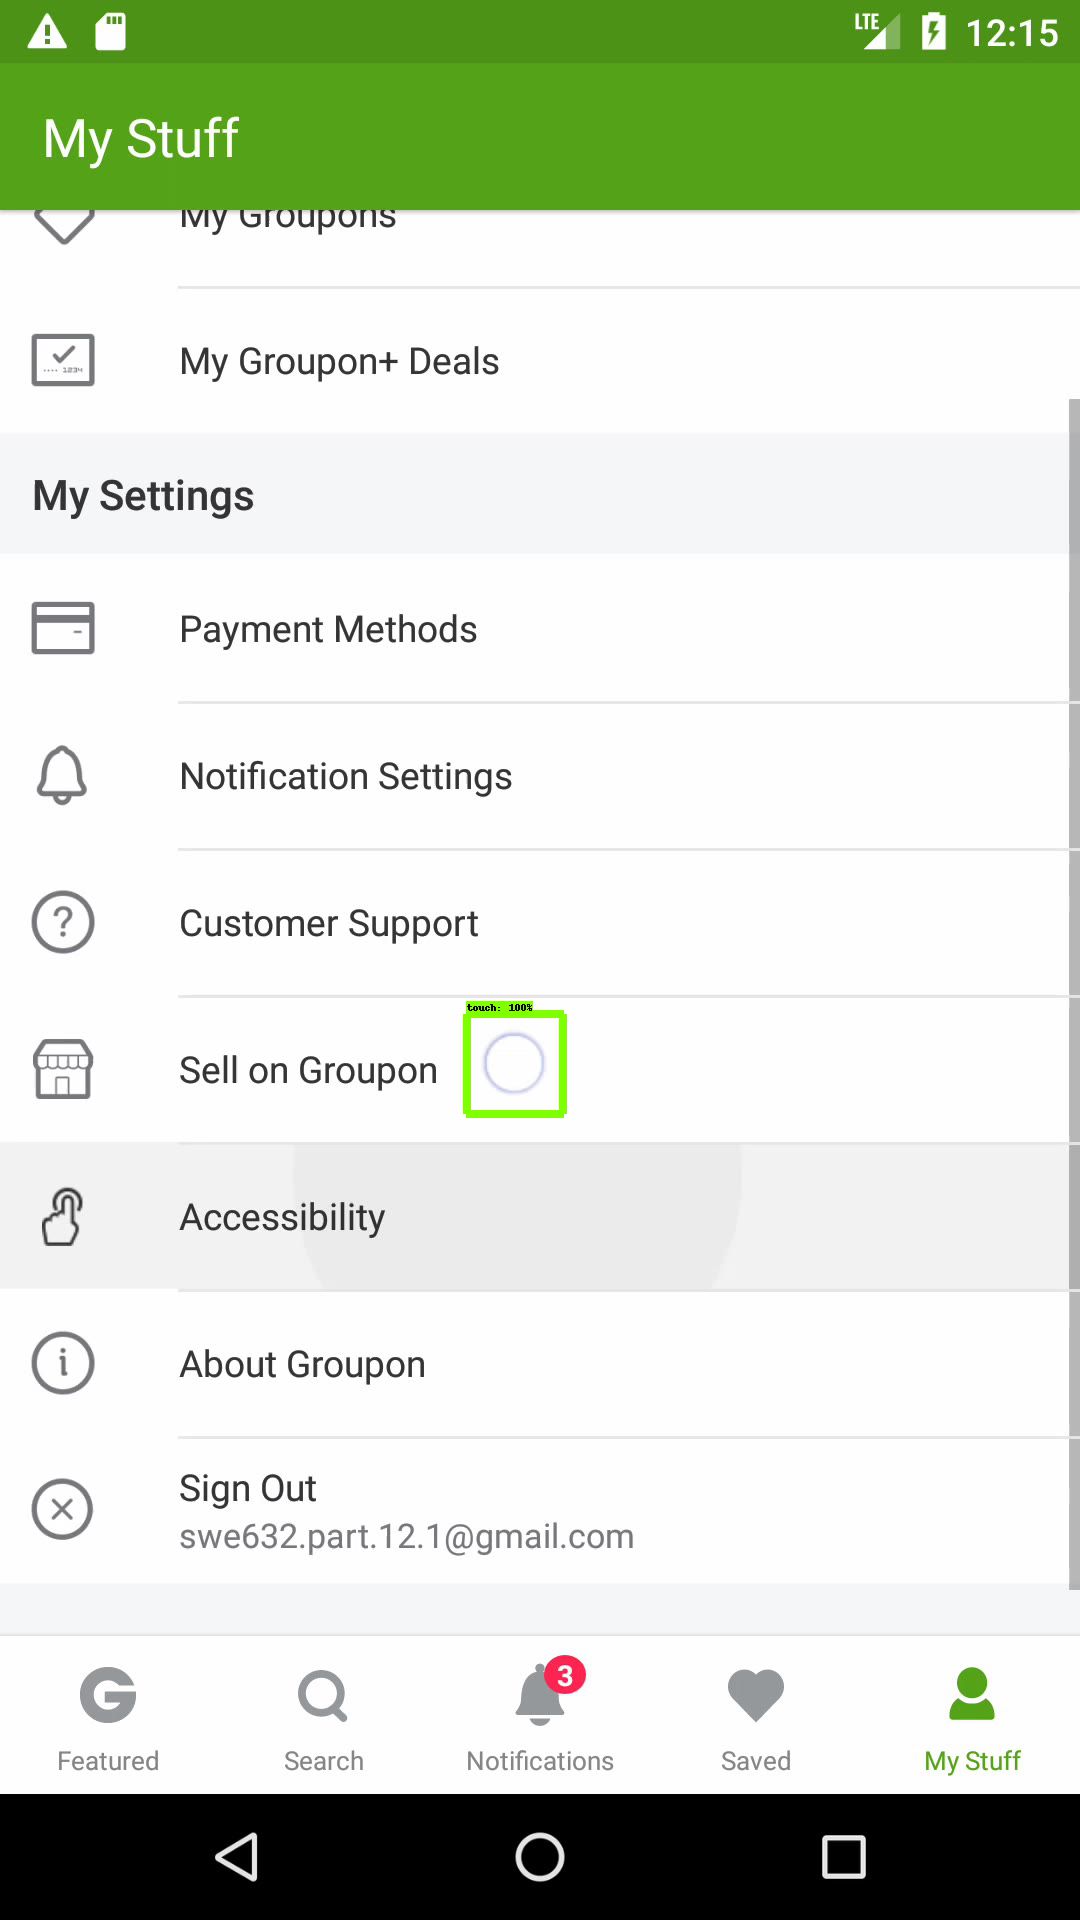 LTE 12:15
My Stuff
My Groupons
1234 My Groupon+ Deals
My Settings
Payment Methods
Notification Settings
? Customer Support
touch: 100%
Sell on Groupon
Accessibility
i About Groupon
Sign Out
swe632.part.12.1@gmail.com
G 3
Featured Search Notifications Saved My Stuff